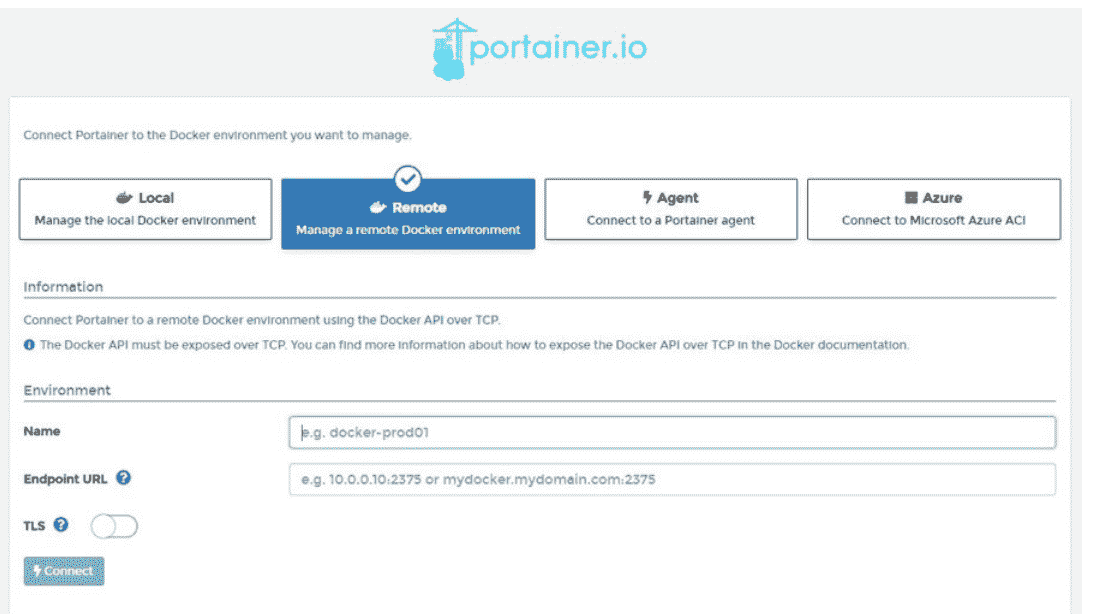 portainer.io
Connect Portainer to the Docker environment you want to manage.
Local
Manage the local Docker environment
Remote
Manage a remote Docker environment
Agent
Connect to a Portainer agent
Azure
Connect to Microsoft Azure ACI
Information
Connect Portainer to a remote Docker environment using the Docker API over TCP.
The Docker API must be exposed over TCP. You can find more information about how to expose the Docker API over TCP in the Docker documentation.
Environment
Name
e.g. docker-prod01
Endpoint URL
e.g. 10.0.0.10:2375 or mydocker.mydomain.com:2375
TLS
Connect